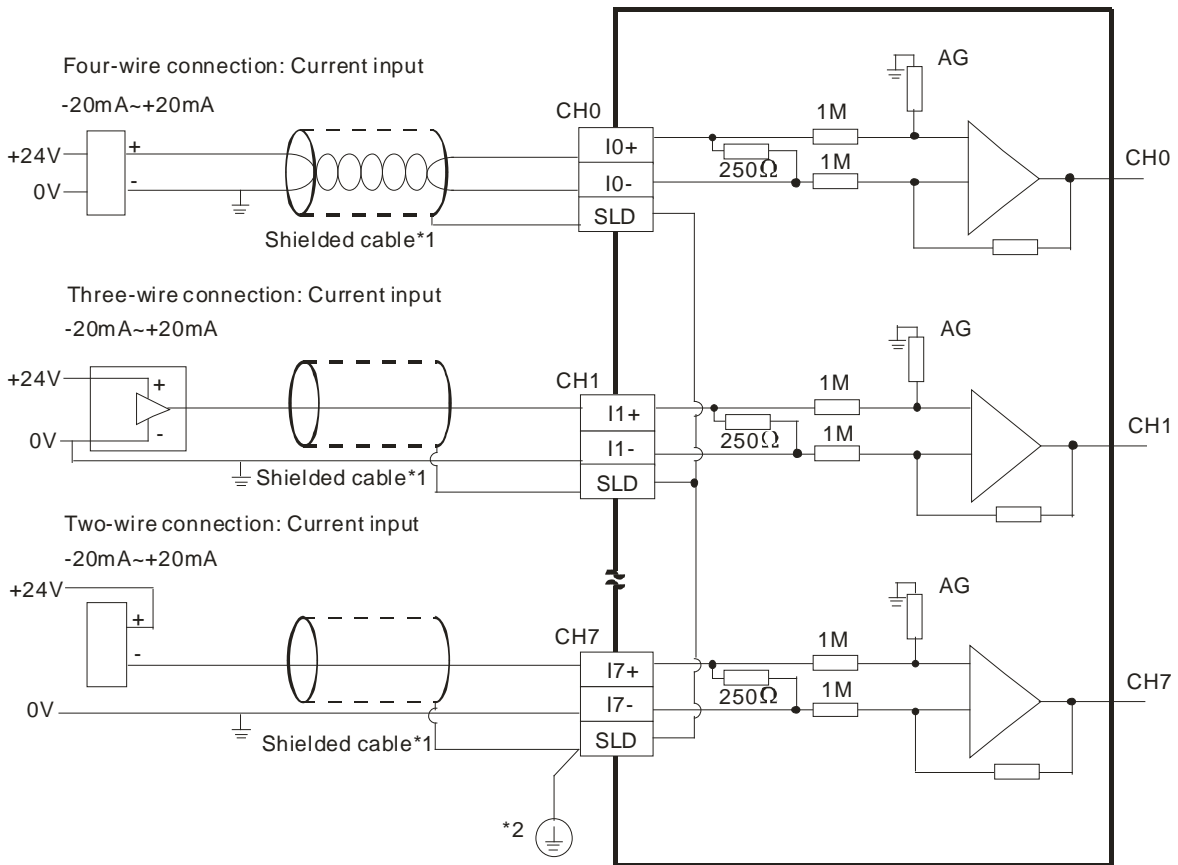 Four-wire connection: Current input
-20mA~+20mA
+24V
0V
+
-
Shielded cable*1
CH0
I0+
I0-
SLD
250Ω
1M
1M
AG
CH0
Three-wire connection: Current input
-20mA~+20mA
+24V
0V
+
-
Shielded cable*1
CH1
I1+
I1-
SLD
250Ω
1M
1M
AG
CH1
Two-wire connection: Current input
-20mA~+20mA
+24V
+
-
0V
Shielded cable*1
CH7
I7+
I7-
SLD
250Ω
1M
1M
AG
CH7
*2